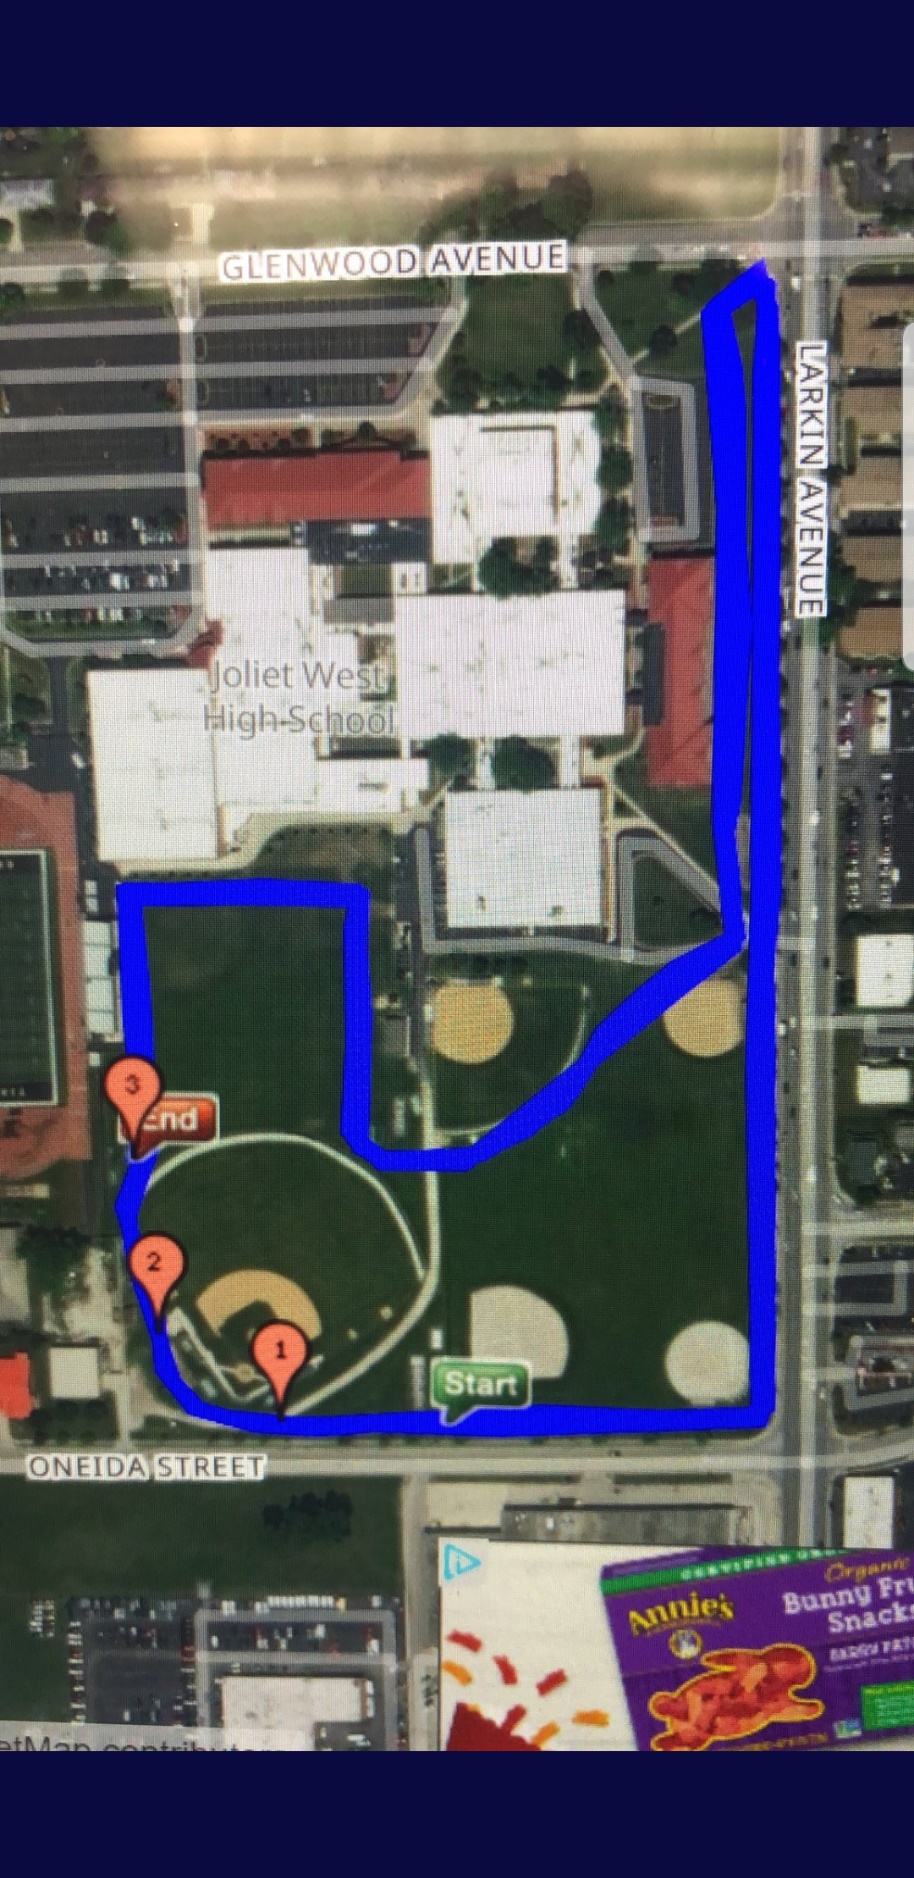 GLENWOOD AVENUE
LARKIN AVENUE
Joliet West
High School
3
End
2
1
Start
ONEIDA STREET
Organic
Annie's
Bunny
Snacks